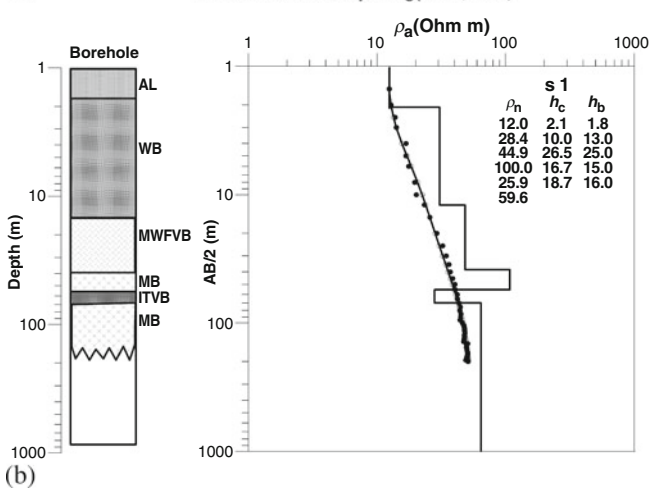 ρa(Ohm m)
Borehole
1 10 100 1000
1
10
100
1000
Depth (m)
AL
WB
MWFVB
MB
ITVB
MB
1
10
100
1000
AB/2 (m)
s 1
ρn hc hb
12.0 2.1 1.8
28.4 10.0 13.0
44.9 26.5 25.0
100.0 16.7 15.0
25.9 18.7 16.0
59.6
(b)